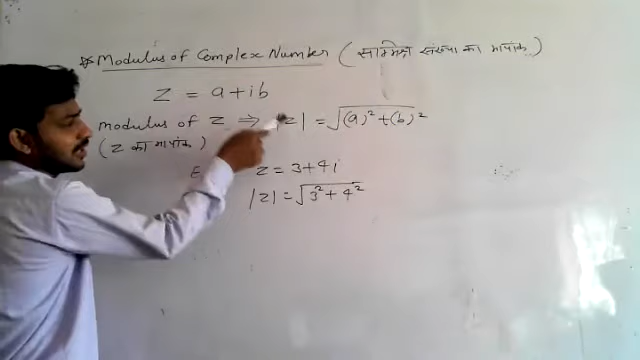 * Modulus of Complex Number ( सम्मिश्र संख्या का मापांक )
Z = a+ib
modulus of Z ⇒ |Z| = √(a)²+(b)²
( Z का मापांक )
E
Z = 3+4i
|Z| = √3²+4²